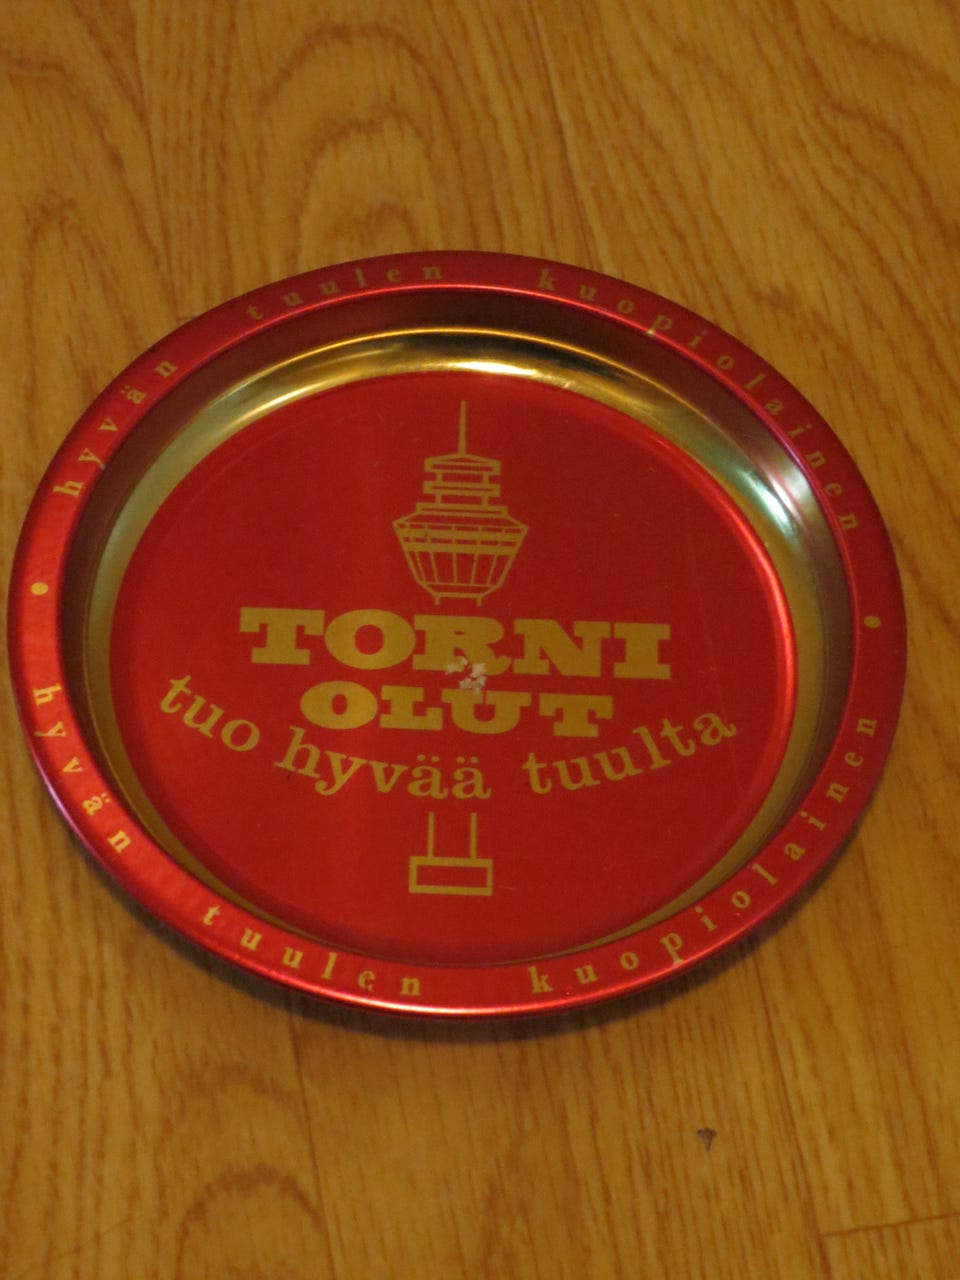 hyvän tuulen kuopiolainen
TORNI
OLUT
tuo hyvää tuulta
hyvän tuulen kuopiolainen